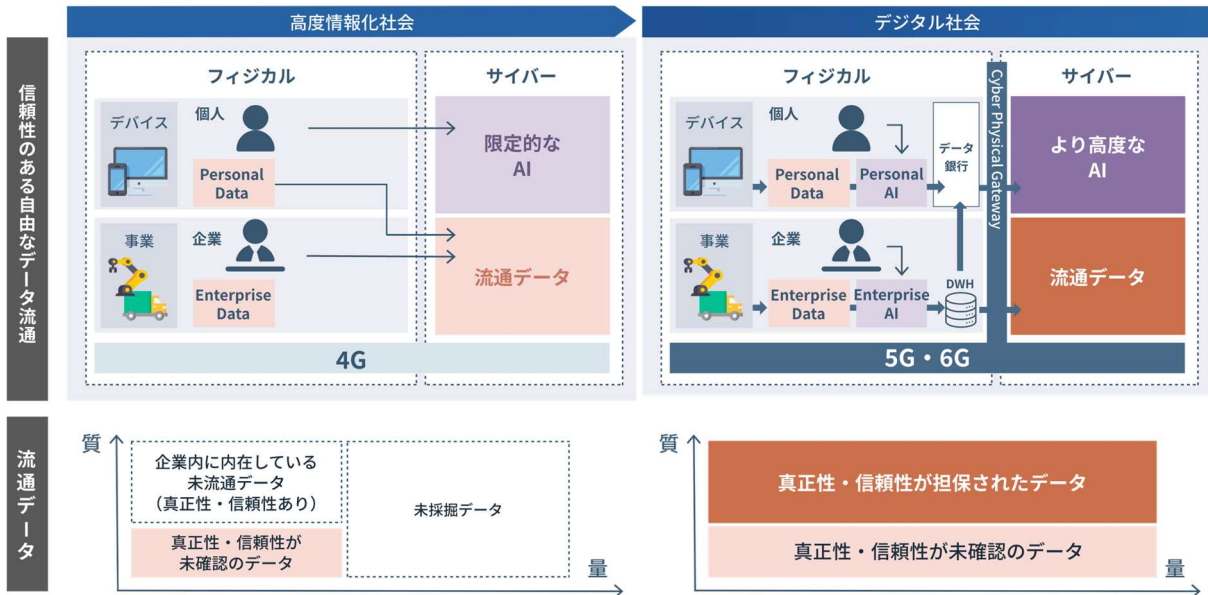 高度情報化社会
デジタル社会
信頼性のある自由なデータ流通
フィジカル
サイバー
デバイス
個人
Personal
Data
限定的な
AI
事業
企業
Enterprise
Data
流通データ
4G
フィジカル
Cyber Physical Gateway
サイバー
デバイス
個人
Personal
Data
Personal
AI
データ
銀行
より高度な
AI
事業
企業
Enterprise
Data
Enterprise
AI
DWH
流通データ
5G・6G
流通データ
質
企業内に内在している
未流通データ
（真正性・信頼性あり）
未採掘データ
真正性・信頼性が
未確認のデータ
量
質
真正性・信頼性が担保されたデータ
真正性・信頼性が未確認のデータ
量